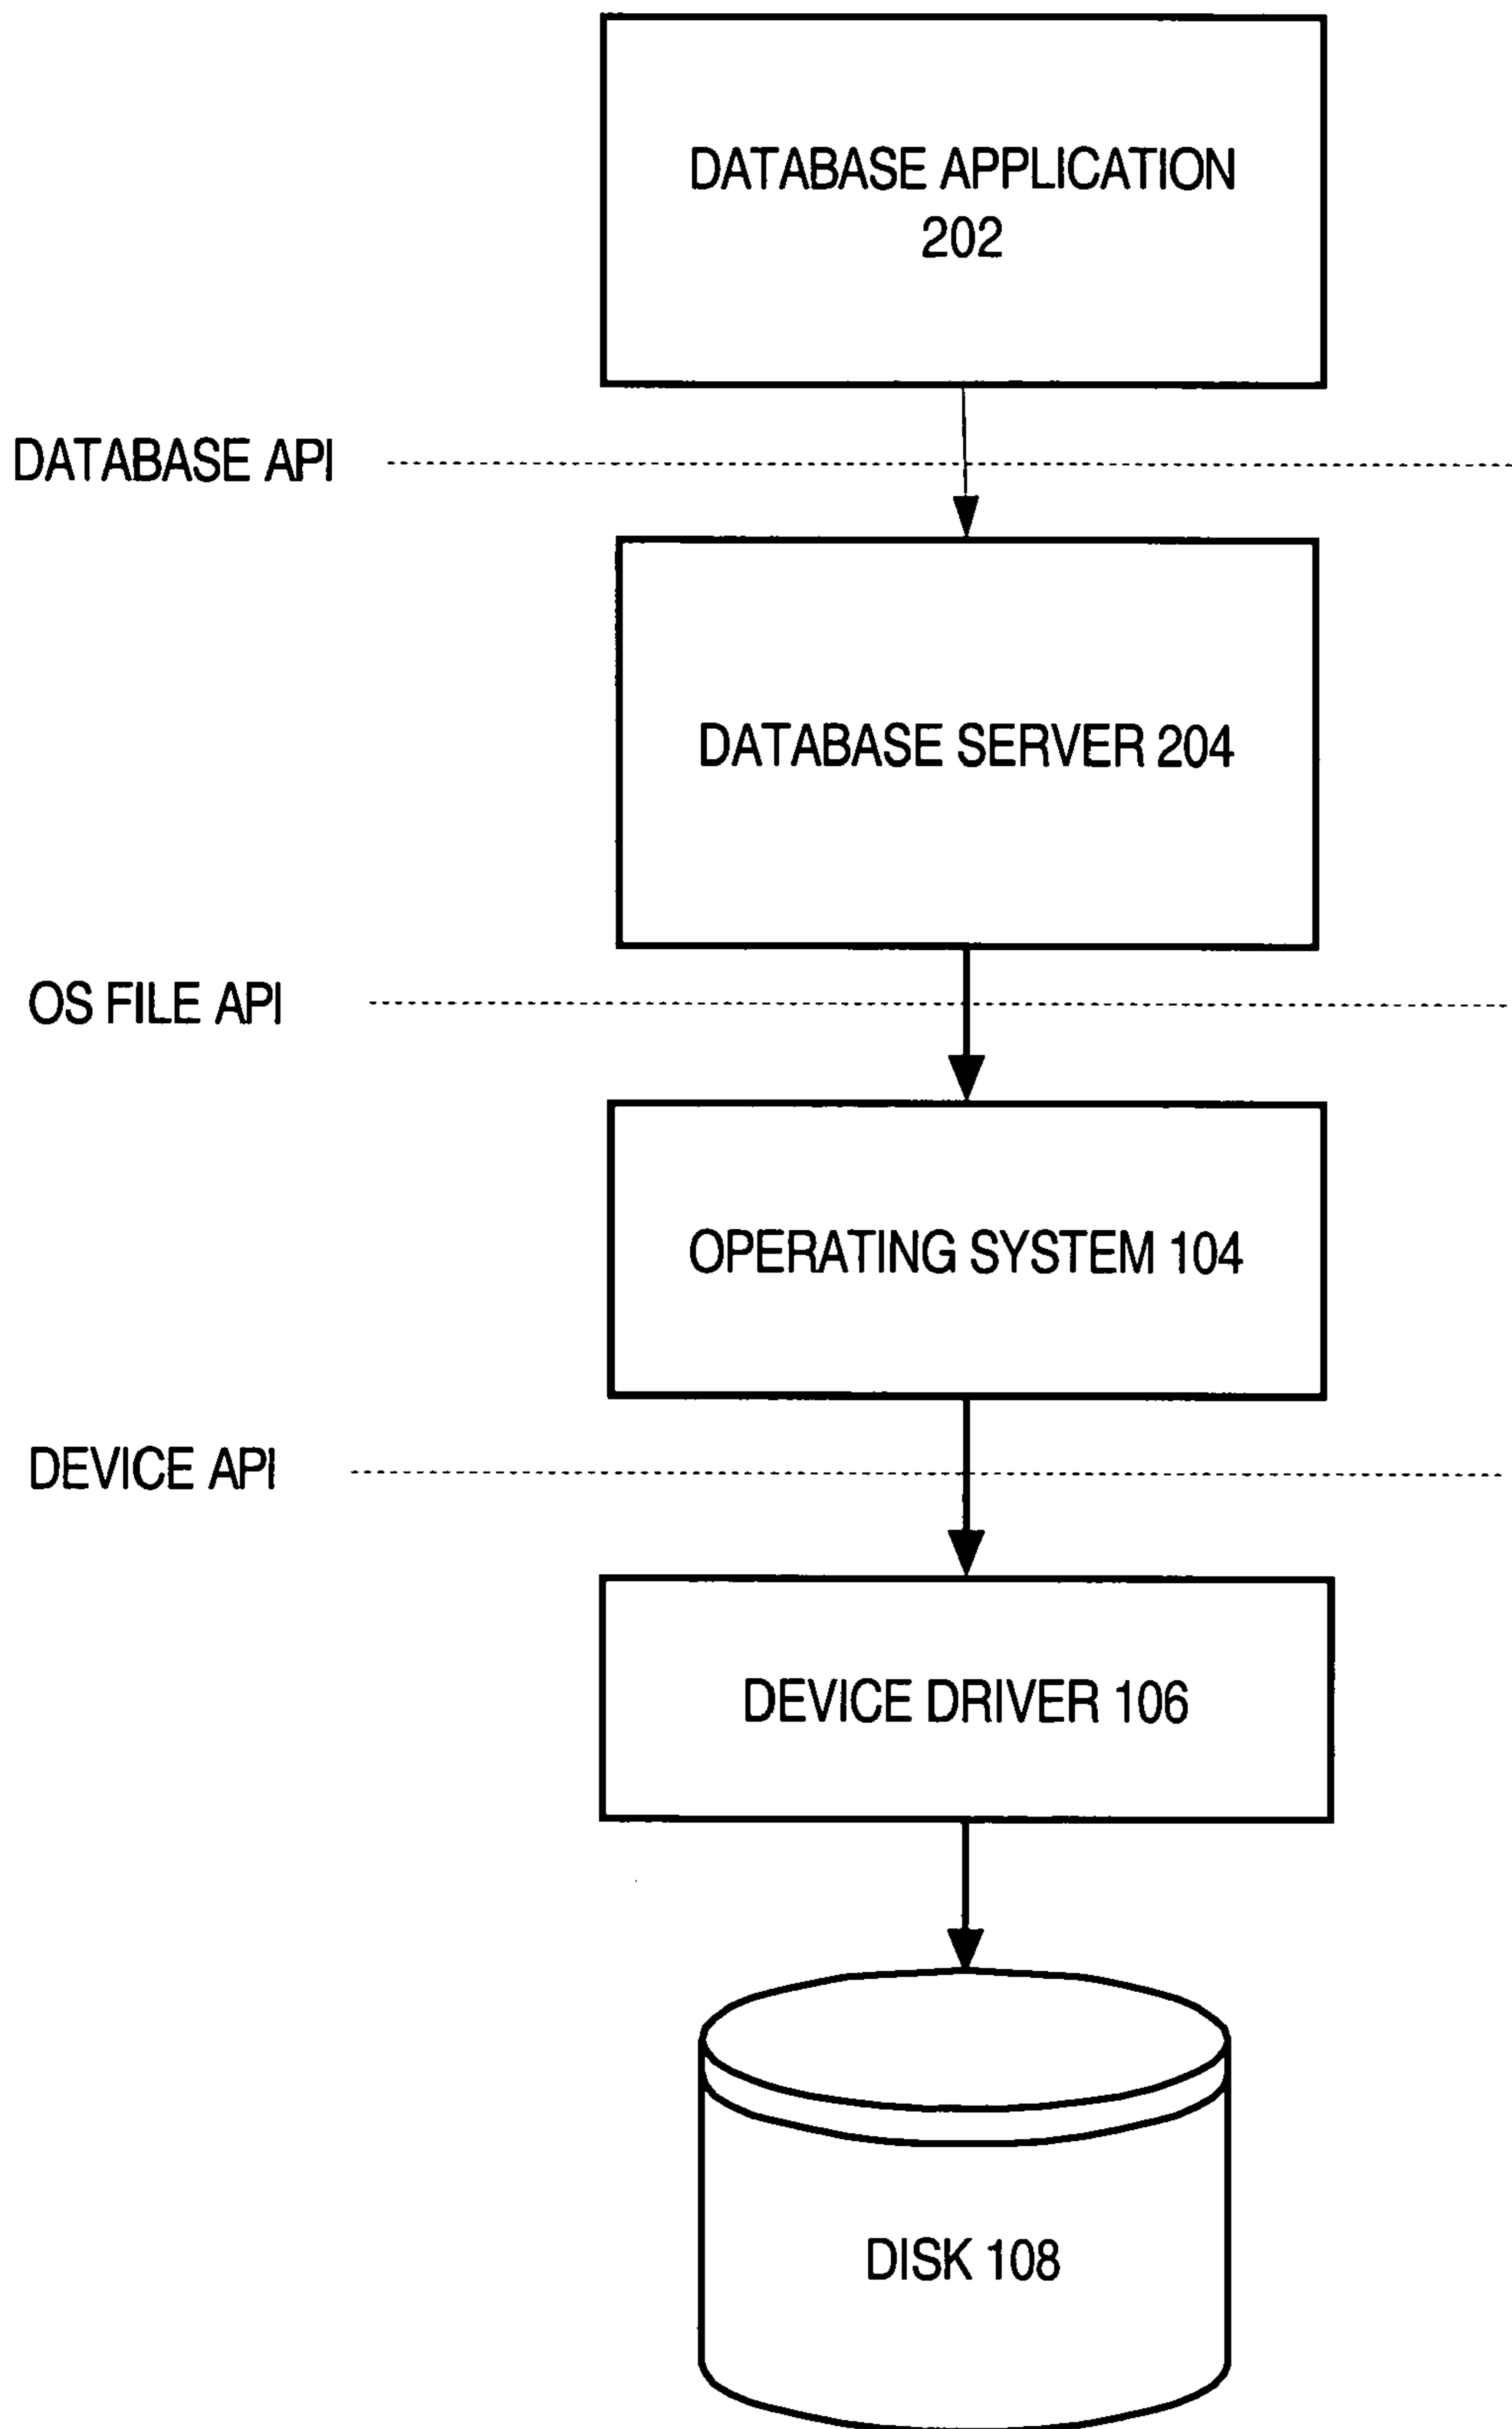 DATABASE APPLICATION
202
DATABASE API
DATABASE SERVER 204
OS FILE API
OPERATING SYSTEM 104
DEVICE API
DEVICE DRIVER 106
DISK 108